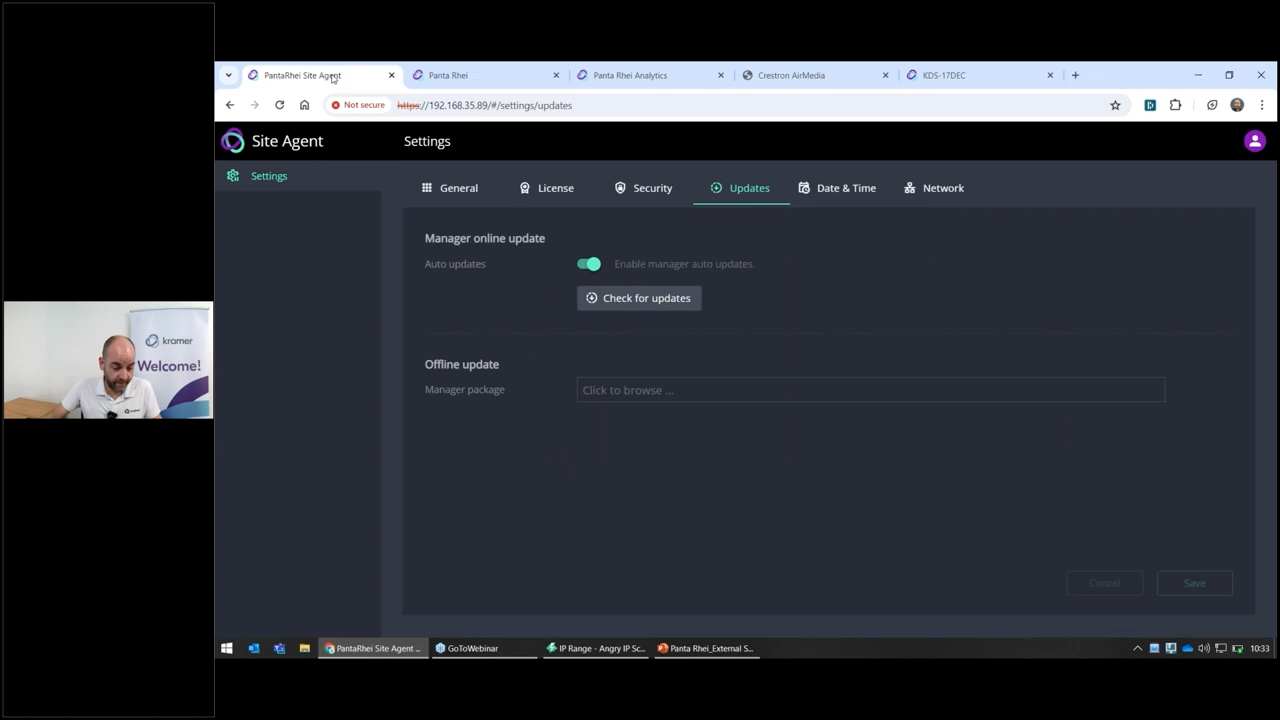 PantaRhei Site Agent
Panta Rhei
Panta Rhei Analytics
Crestron AirMedia
KDS-17DEC
Not secure
https://192.168.35.89/#/settings/updates
Site Agent
Settings
Settings
General
License
Security
Updates
Date & Time
Network
Manager online update
Auto updates
Enable manager auto updates.
Check for updates
Offline update
Manager package
Click to browse ...
Cancel
Save
kramer
Welcome!
PantaRhei Site Agent ...
GoToWebinar
IP Range - Angry IP Sc...
Panta Rhei_External S...
10:33